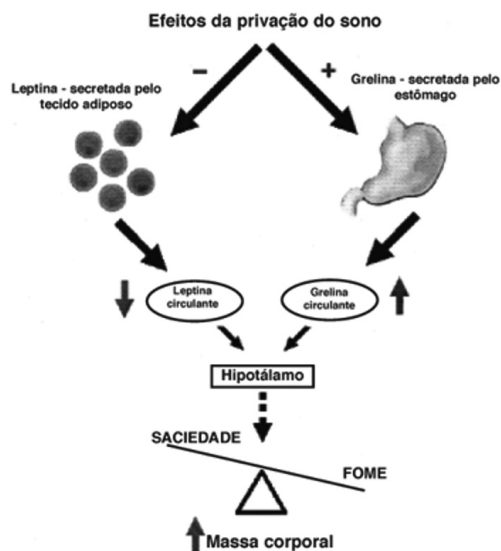 Efeitos da privação do sono
–
+
Leptina - secretada pelo
tecido adiposo
Grelina - secretada pelo
estômago
Leptina
circulante
Grelina
circulante
Hipotálamo
SACIEDADE
FOME
Massa corporal